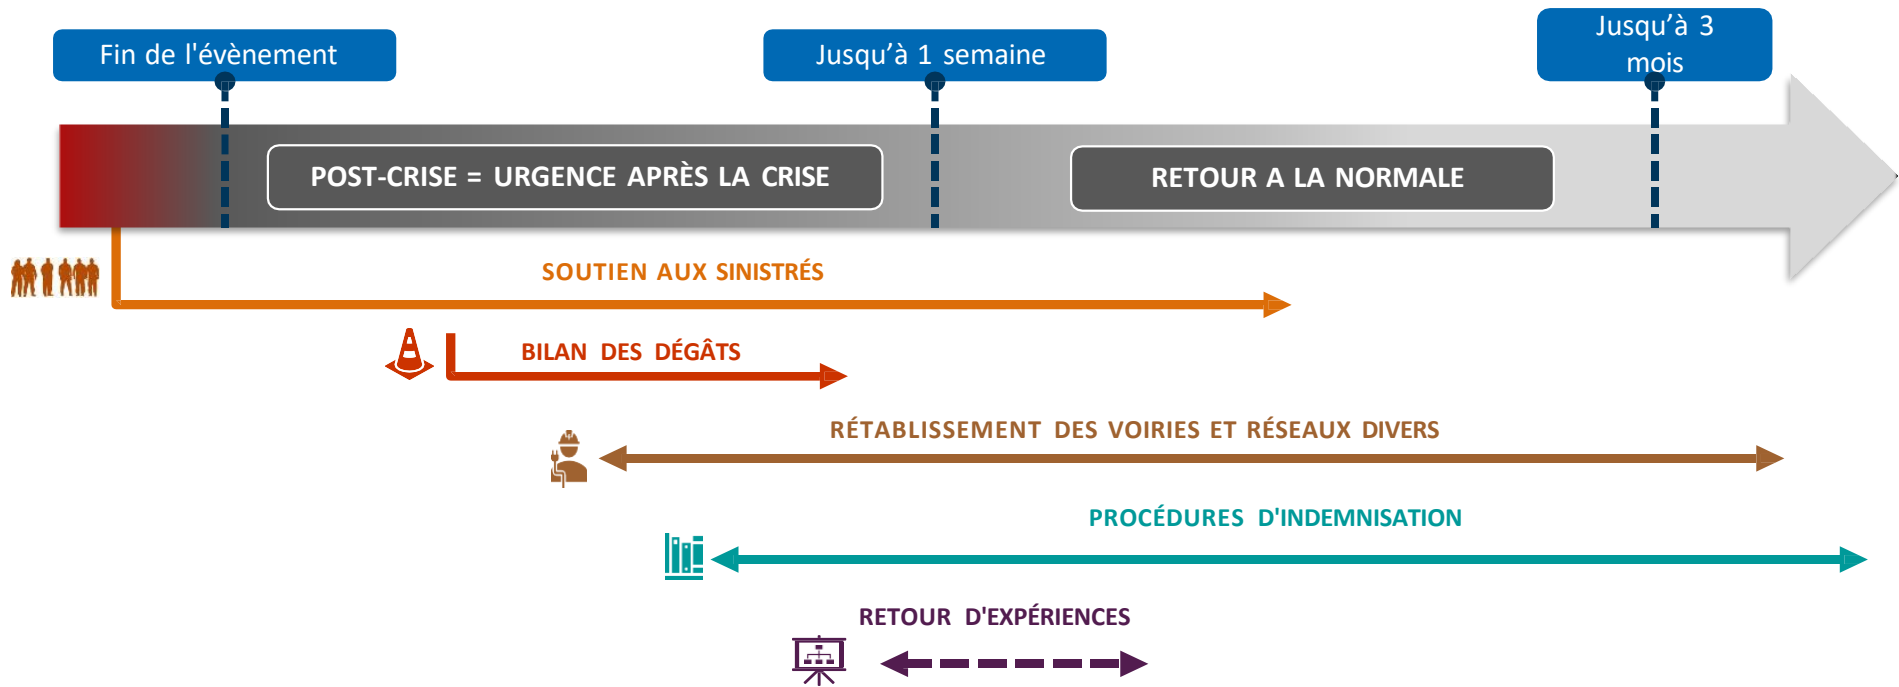 Fin de l'évènement
Jusqu’à 1 semaine
Jusqu’à 3
mois
POST-CRISE = URGENCE APRÈS LA CRISE
RETOUR A LA NORMALE
SOUTIEN AUX SINISTRÉS
BILAN DES DÉGÂTS
RÉTABLISSEMENT DES VOIRIES ET RÉSEAUX DIVERS
PROCÉDURES D'INDEMNISATION
RETOUR D'EXPÉRIENCES